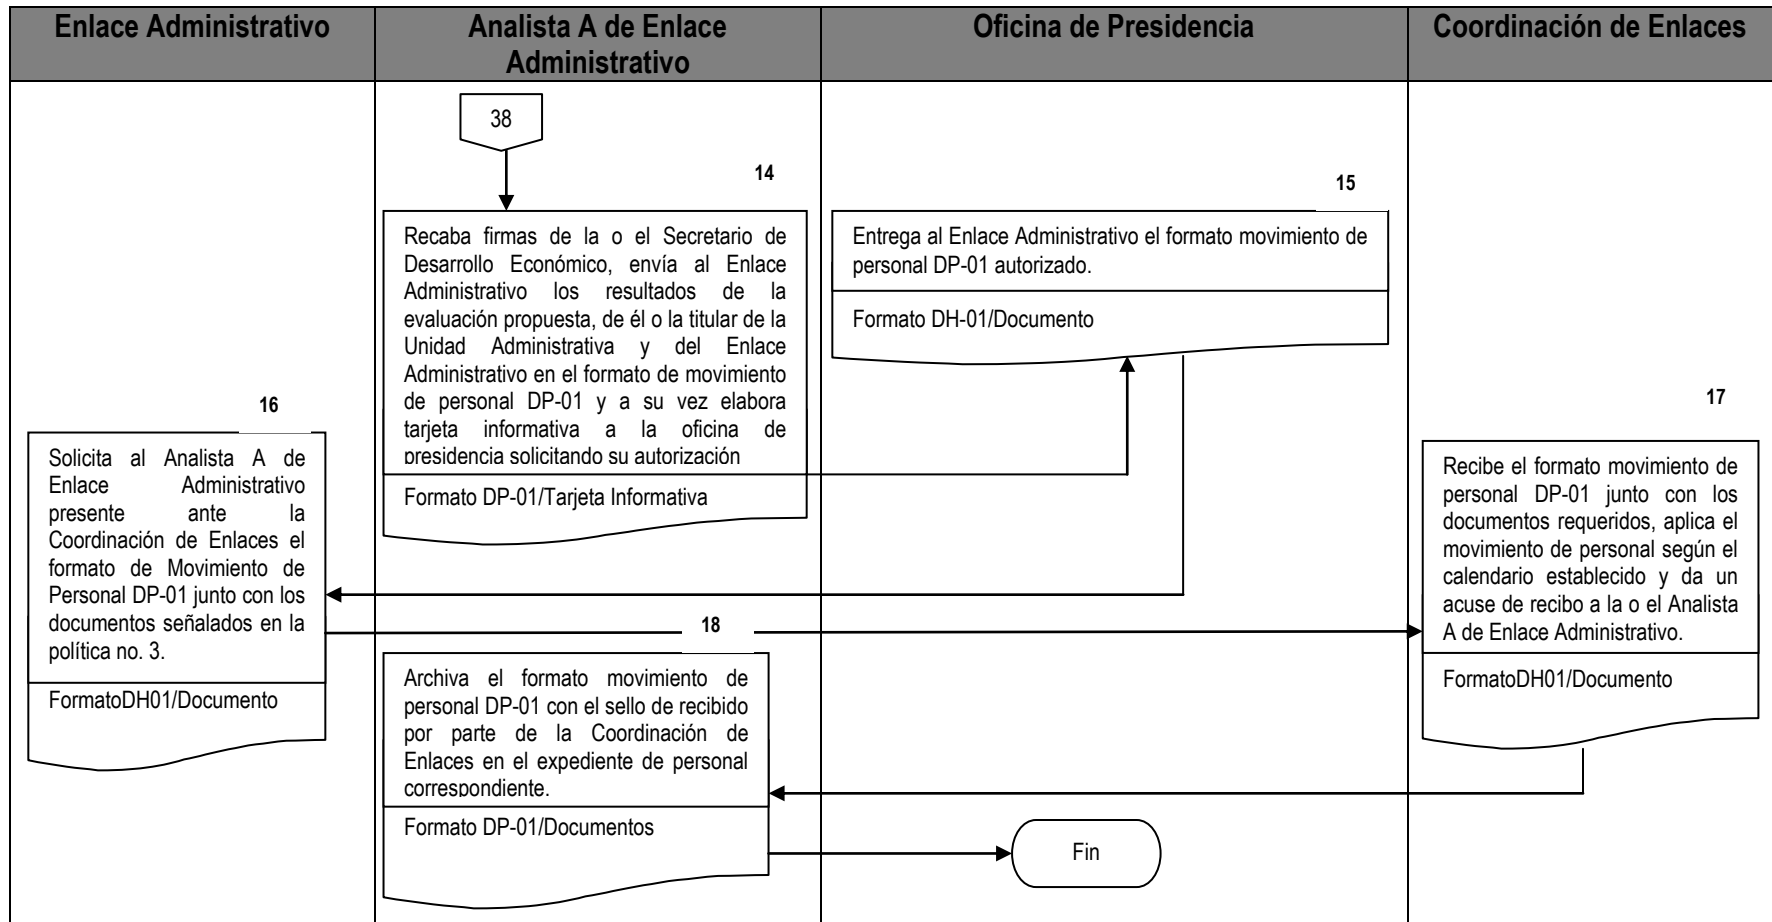 Enlace Administrativo
Analista A de Enlace
Administrativo
Oficina de Presidencia
Coordinación de Enlaces
38
14
Recaba firmas de la o el Secretario de
Desarrollo Económico, envía al Enlace
Administrativo los resultados de la
evaluación propuesta, de él o la titular de la
Unidad Administrativa y del Enlace
Administrativo en el formato de movimiento
de personal DP-01 y a su vez elabora
tarjeta informativa a la oficina de
presidencia solicitando su autorización
Formato DP-01/Tarjeta Informativa
15
Entrega al Enlace Administrativo el formato movimiento de
personal DP-01 autorizado.
Formato DH-01/Documento
16
Solicita al Analista A de
Enlace Administrativo
presente ante la
Coordinación de Enlaces el
formato de Movimiento de
Personal DP-01 junto con los
documentos señalados en la
política no. 3.
FormatoDH01/Documento
17
Recibe el formato movimiento de
personal DP-01 junto con los
documentos requeridos, aplica el
movimiento de personal según el
calendario establecido y da un
acuse de recibo a la o el Analista
A de Enlace Administrativo.
FormatoDH01/Documento
18
Archiva el formato movimiento de
personal DP-01 con el sello de recibido
por parte de la Coordinación de
Enlaces en el expediente de personal
correspondiente.
Formato DP-01/Documentos
Fin